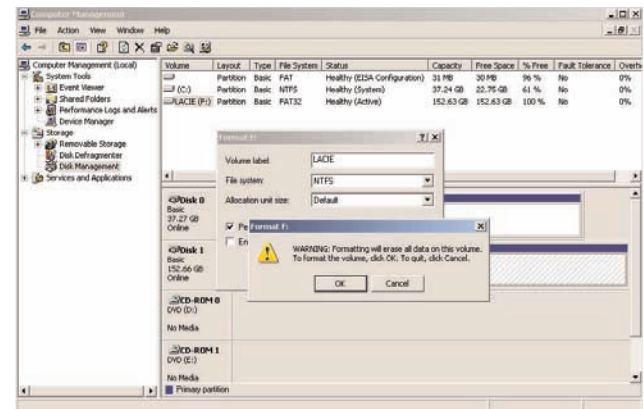 Computer Management
File Action View Window Help
Computer Management (Local)
System Tools
Event Viewer
Shared Folders
Performance Logs and Alerts
Device Manager
Storage
Removable Storage
Disk Defragmenter
Disk Management
Services and Applications
Volume Layout Type File System Status Capacity Free Space % Free Fault Tolerance Overh
Partition Basic FAT Healthy (EISA Configuration) 31 MB 30 MB 96 % No 0%
(C:) Partition Basic NTFS Healthy (System) 37.24 GB 22.75 GB 61 % No 0%
LACIE (F:) Partition Basic FAT32 Healthy (Active) 152.63 GB 152.63 GB 100 % No 0%
Format F:
Volume label: LACIE
File system: NTFS
Allocation unit size: Default
Pe
En
Format F:
WARNING: Formatting will erase all data on this volume.
To format the volume, click OK. To quit, click Cancel.
OK Cancel
Disk 0
Basic
37.27 GB
Online
Disk 1
Basic
152.66 GB
Online
CD-ROM 0
DVD (D:)
No Media
CD-ROM 1
DVD (E:)
No Media
Primary partition